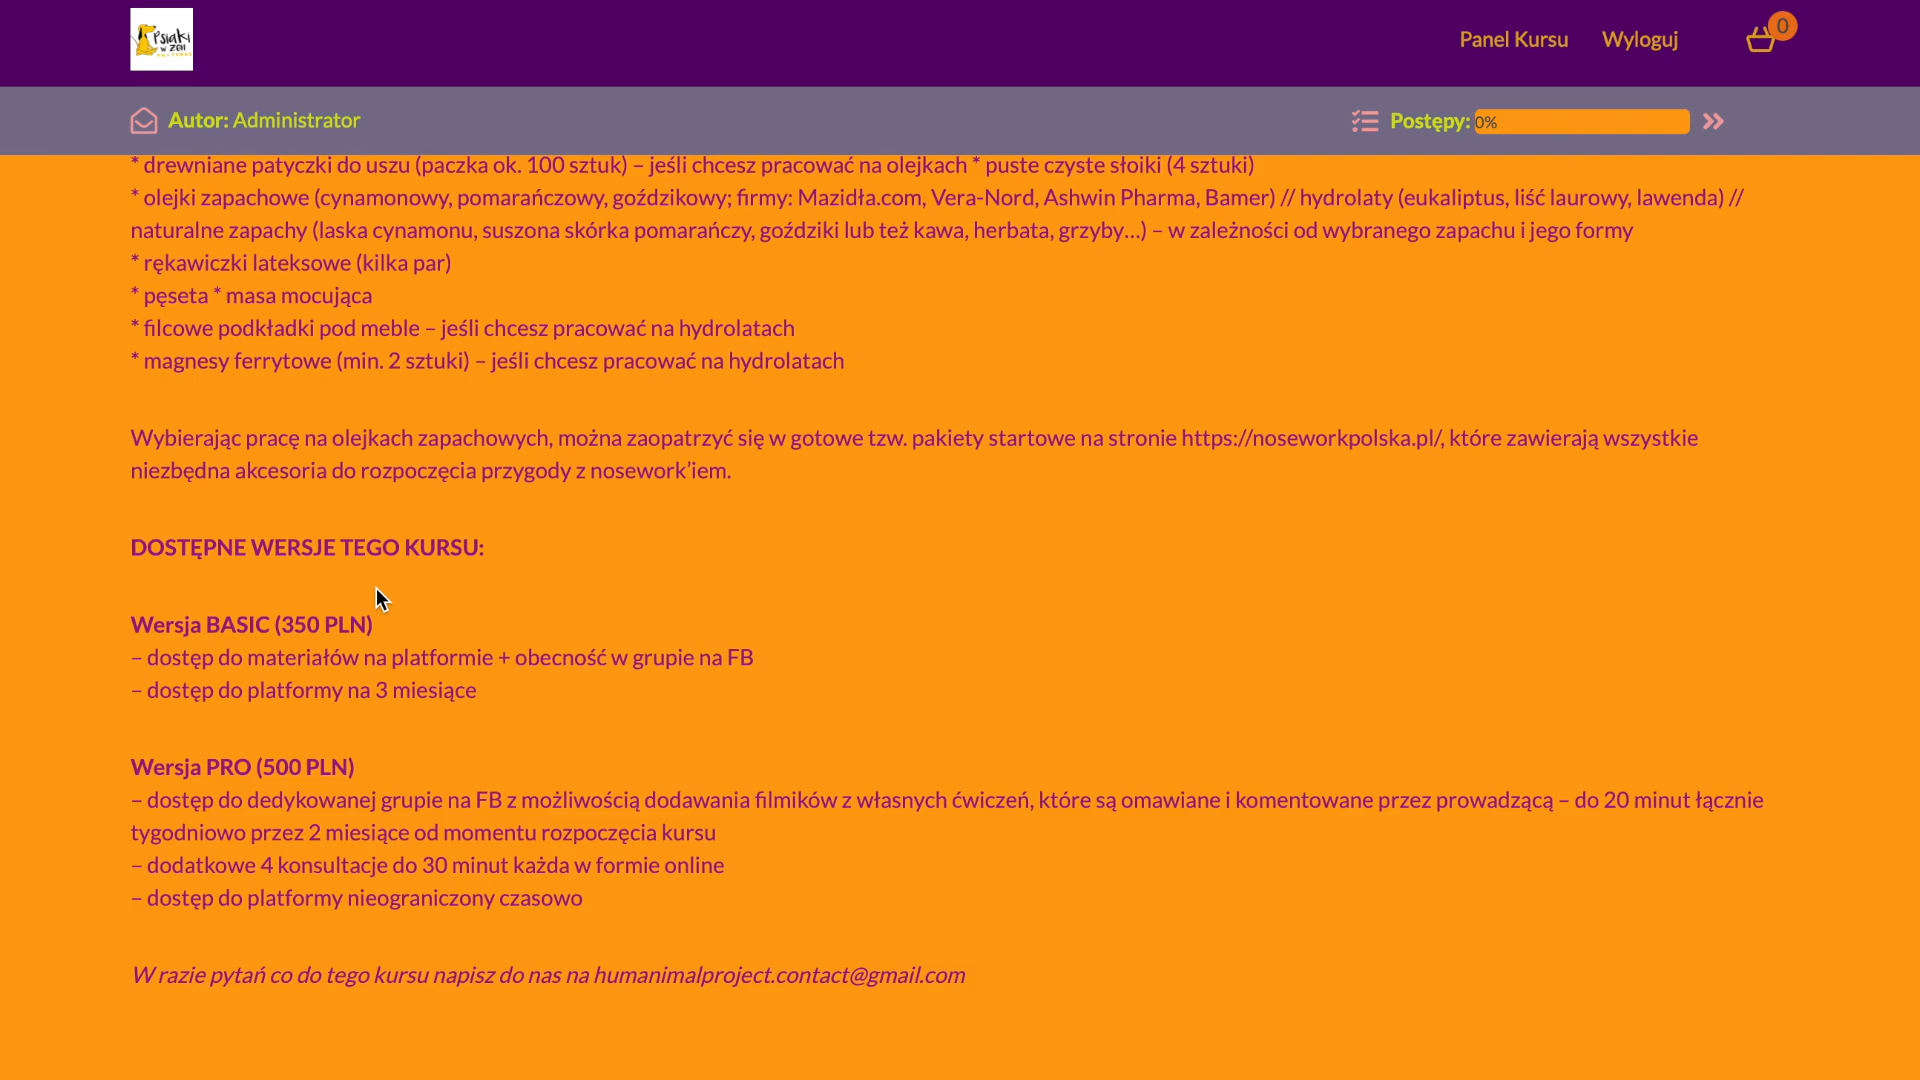 Psiaki
w ZEN
Panel Kursu
Wyloguj
0
Autor: Administrator
Postępy:
0%
* drewniane patyczki do uszu (paczka ok. 100 sztuk) – jeśli chcesz pracować na olejkach * puste czyste słoiki (4 sztuki)
* olejki zapachowe (cynamonowy, pomarańczowy, goździkowy; firmy: Mazidła.com, Vera-Nord, Ashwin Pharma, Bamer) // hydrolaty (eukaliptus, liść laurowy, lawenda) //
naturalne zapachy (laska cynamonu, suszona skórka pomarańczy, goździki lub też kawa, herbata, grzyby…) – w zależności od wybranego zapachu i jego formy
* rękawiczki lateksowe (kilka par)
* pęseta * masa mocująca
* filcowe podkładki pod meble – jeśli chcesz pracować na hydrolatach
* magnesy ferrytowe (min. 2 sztuki) – jeśli chcesz pracować na hydrolatach
Wybierając pracę na olejkach zapachowych, można zaopatrzyć się w gotowe tzw. pakiety startowe na stronie https://noseworkpolska.pl/, które zawierają wszystkie
niezbędna akcesoria do rozpoczęcia przygody z nosework’iem.
DOSTĘPNE WERSJE TEGO KURSU:
Wersja BASIC (350 PLN)
– dostęp do materiałów na platformie + obecność w grupie na FB
– dostęp do platformy na 3 miesiące
Wersja PRO (500 PLN)
– dostęp do dedykowanej grupie na FB z możliwością dodawania filmików z własnych ćwiczeń, które są omawiane i komentowane przez prowadzącą – do 20 minut łącznie
tygodniowo przez 2 miesiące od momentu rozpoczęcia kursu
– dodatkowe 4 konsultacje do 30 minut każda w formie online
– dostęp do platformy nieograniczony czasowo
W razie pytań co do tego kursu napisz do nas na humanimalproject.contact@gmail.com